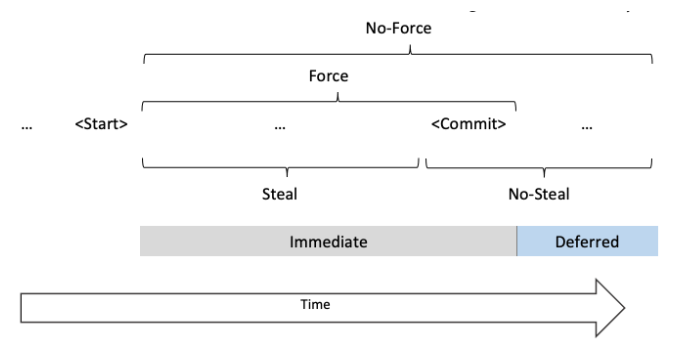 No-Force
Force
... <Start> ... <Commit> ...
Steal No-Steal
Immediate Deferred
Time